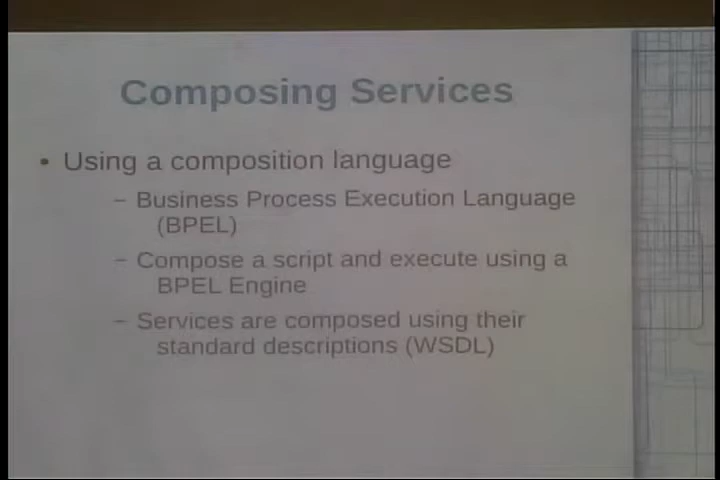 Composing Services
• Using a composition language
– Business Process Execution Language
(BPEL)
– Compose a script and execute using a
BPEL Engine
– Services are composed using their
standard descriptions (WSDL)